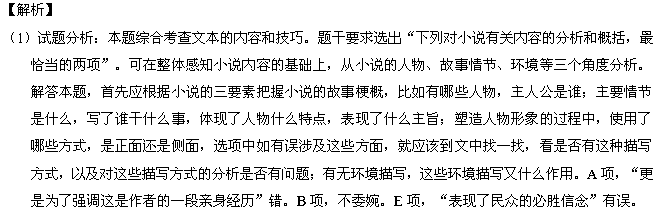 【解析】
（1）试题分析：本题综合考查文本的内容和技巧。题干要求选出“下列对小说有关内容的分析和概括，最
恰当的两项”。可在整体感知小说内容的基础上，从小说的人物、故事情节、环境等三个角度分析。
解答本题，首先应根据小说的三要素把握小说的故事梗概，比如有哪些人物，主人公是谁；主要情节
是什么，写了谁干什么事，体现了人物什么特点，表现了什么主旨；塑造人物形象的过程中，使用了
哪些方式，是正面还是侧面，选项中如有误涉及这些方面，就应该到文中找一找，看是否有这种描写
方式，以及对这些描写方式的分析是否有问题；有无环境描写，这些环境描写又什么作用。A 项，“更
是为了强调这是作者的一段亲身经历”错。B 项，不委婉。E 项，“表现了民众的必胜信念”有误。